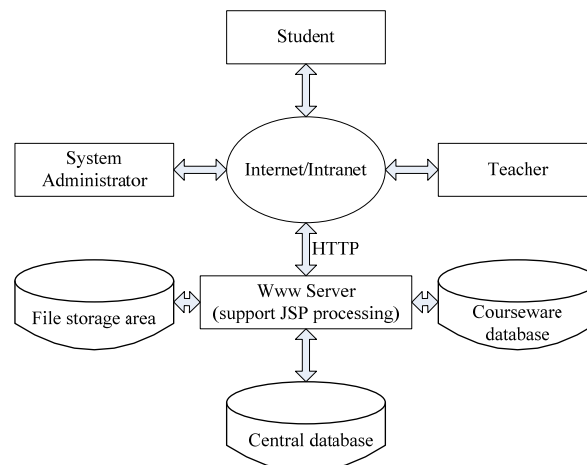 Student
System
Administrator
Internet/Intranet
Teacher
HTTP
File storage area
Www Server
(support JSP processing)
Courseware
database
Central database